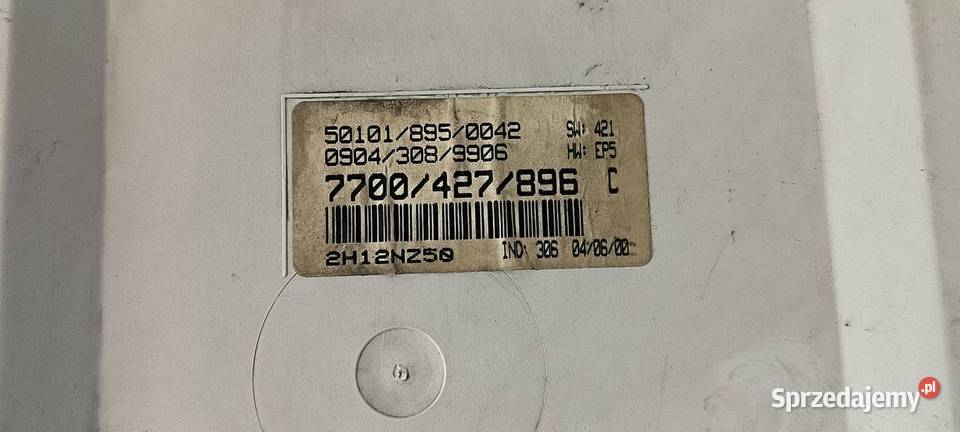 50101/895/0042 SW: 421
0904/308/9906 HW: EP5
7700/427/896 C
2H12NZ50 IND: 306 04/06/00
Sprzedajemy.pl